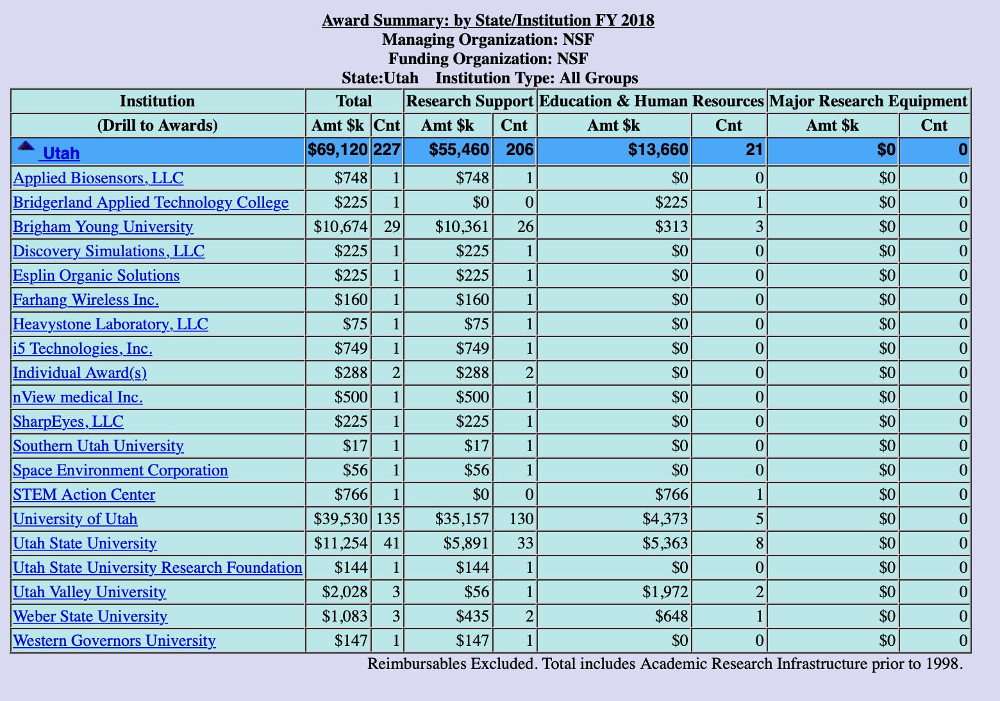 Award Summary: by State/Institution FY 2018
Managing Organization: NSF
Funding Organization: NSF
State:Utah Institution Type: All Groups
Institution Total Research Support Education & Human Resources Major Research Equipment
(Drill to Awards) Amt $k Cnt Amt $k Cnt Amt $k Cnt Amt $k Cnt
Utah $69,120 227 $55,460 206 $13,660 21 $0 0
Applied Biosensors, LLC $748 1 $748 1 $0 0 $0 0
Bridgerland Applied Technology College $225 1 $0 0 $225 1 $0 0
Brigham Young University $10,674 29 $10,361 26 $313 3 $0 0
Discovery Simulations, LLC $225 1 $225 1 $0 0 $0 0
Esplin Organic Solutions $225 1 $225 1 $0 0 $0 0
Farhang Wireless Inc. $160 1 $160 1 $0 0 $0 0
Heavystone Laboratory, LLC $75 1 $75 1 $0 0 $0 0
i5 Technologies, Inc. $749 1 $749 1 $0 0 $0 0
Individual Award(s) $288 2 $288 2 $0 0 $0 0
nView medical Inc. $500 1 $500 1 $0 0 $0 0
SharpEyes, LLC $225 1 $225 1 $0 0 $0 0
Southern Utah University $17 1 $17 1 $0 0 $0 0
Space Environment Corporation $56 1 $56 1 $0 0 $0 0
STEM Action Center $766 1 $0 0 $766 1 $0 0
University of Utah $39,530 135 $35,157 130 $4,373 5 $0 0
Utah State University $11,254 41 $5,891 33 $5,363 8 $0 0
Utah State University Research Foundation $144 1 $144 1 $0 0 $0 0
Utah Valley University $2,028 3 $56 1 $1,972 2 $0 0
Weber State University $1,083 3 $435 2 $648 1 $0 0
Western Governors University $147 1 $147 1 $0 0 $0 0
Reimbursables Excluded. Total includes Academic Research Infrastructure prior to 1998.